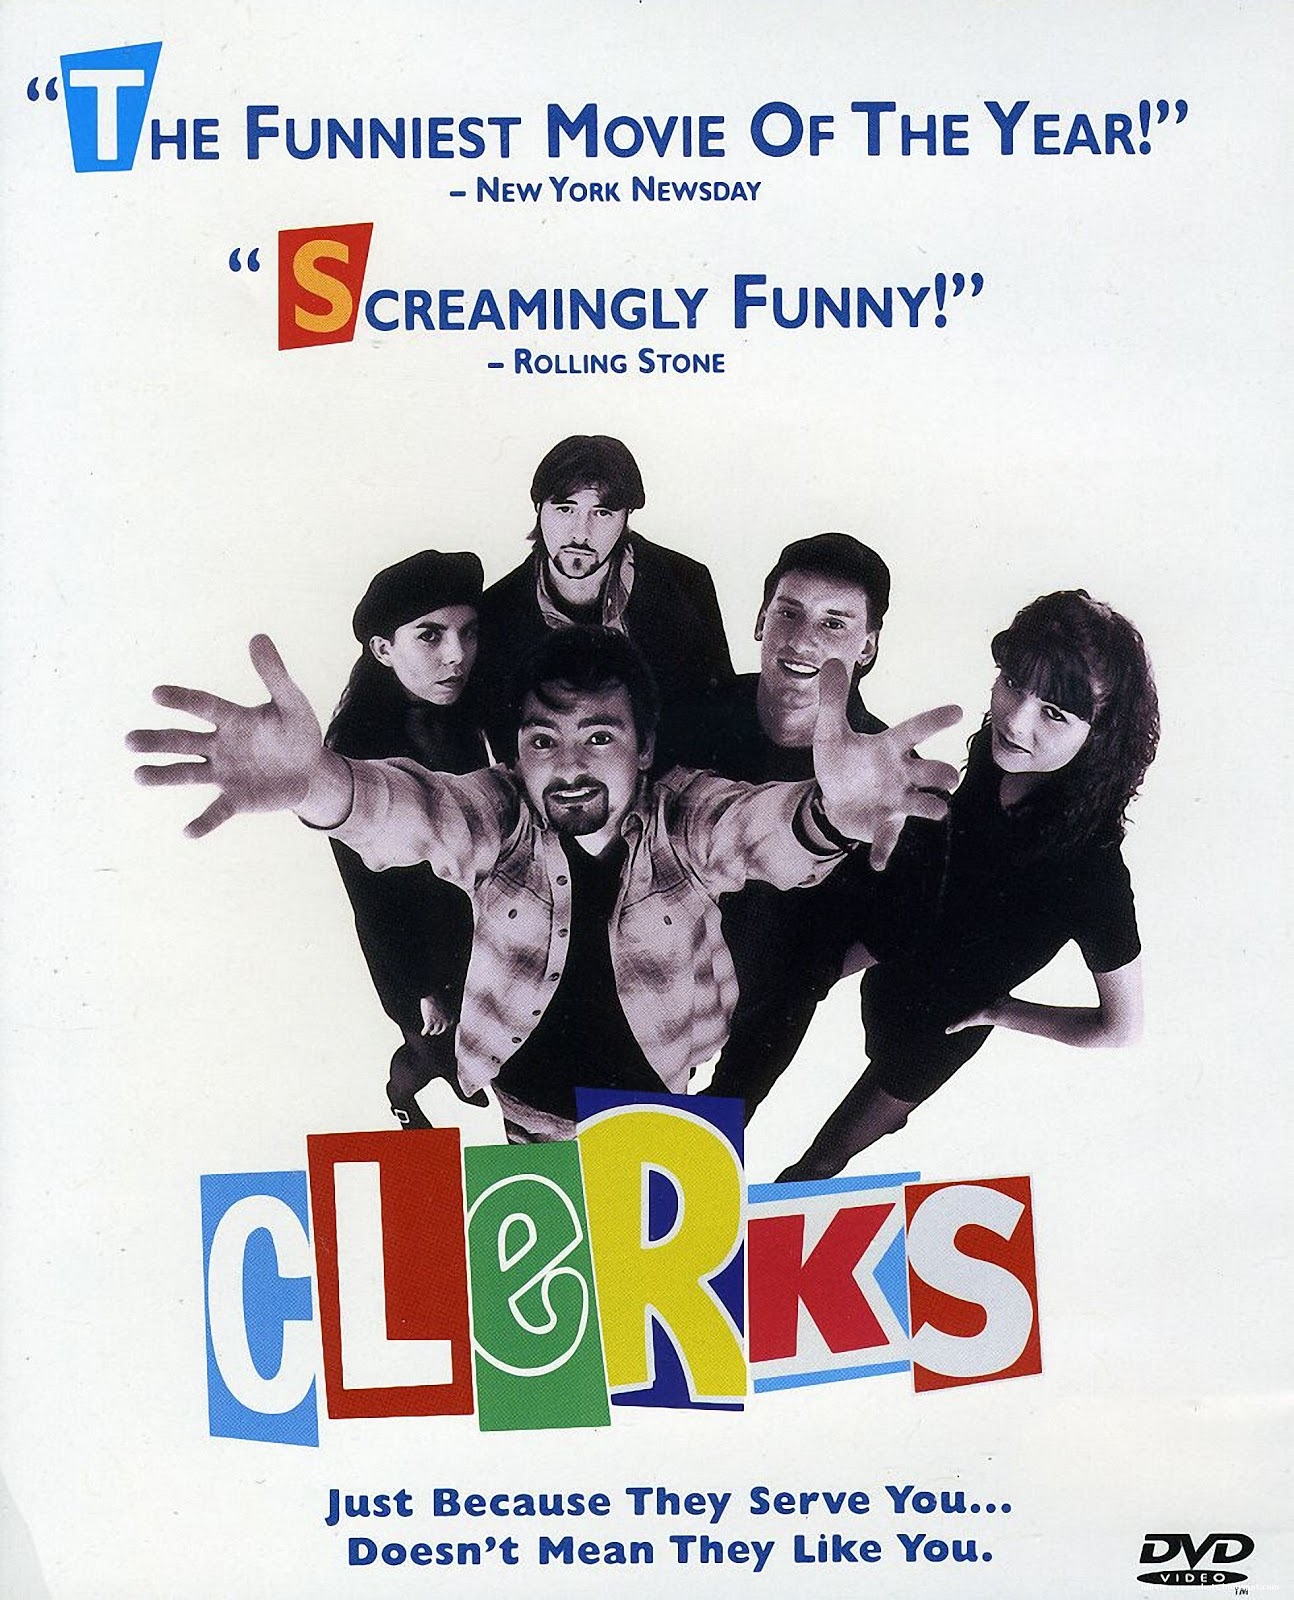 “THE FUNNIEST MOVIE OF THE YEAR!”
– NEW YORK NEWSDAY
“SCREAMINGLY FUNNY!”
– ROLLING STONE
CLeRKS
Just Because They Serve You...
Doesn’t Mean They Like You.
DVD
VIDEO
TM